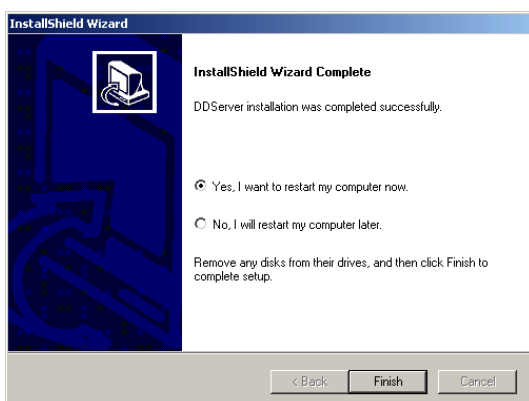 InstallShield Wizard
InstallShield Wizard Complete
DDServer installation was completed successfully.
Yes, I want to restart my computer now.
No, I will restart my computer later.
Remove any disks from their drives, and then click Finish to
complete setup.
< Back Finish Cancel